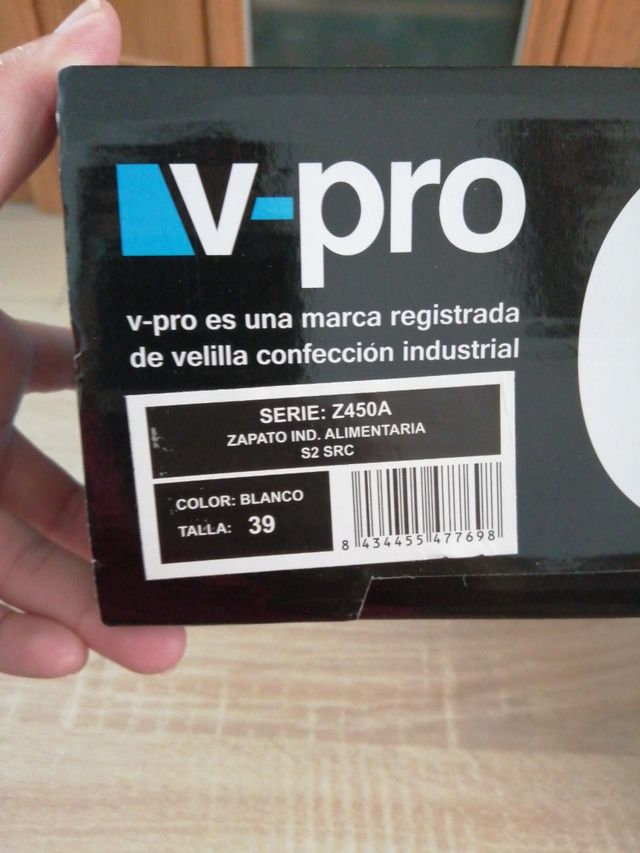 v-pro
v-pro es una marca registrada
de velilla confección industrial
SERIE: Z450A
ZAPATO IND. ALIMENTARIA
S2 SRC
COLOR: BLANCO
TALLA: 39
8 434455 477698